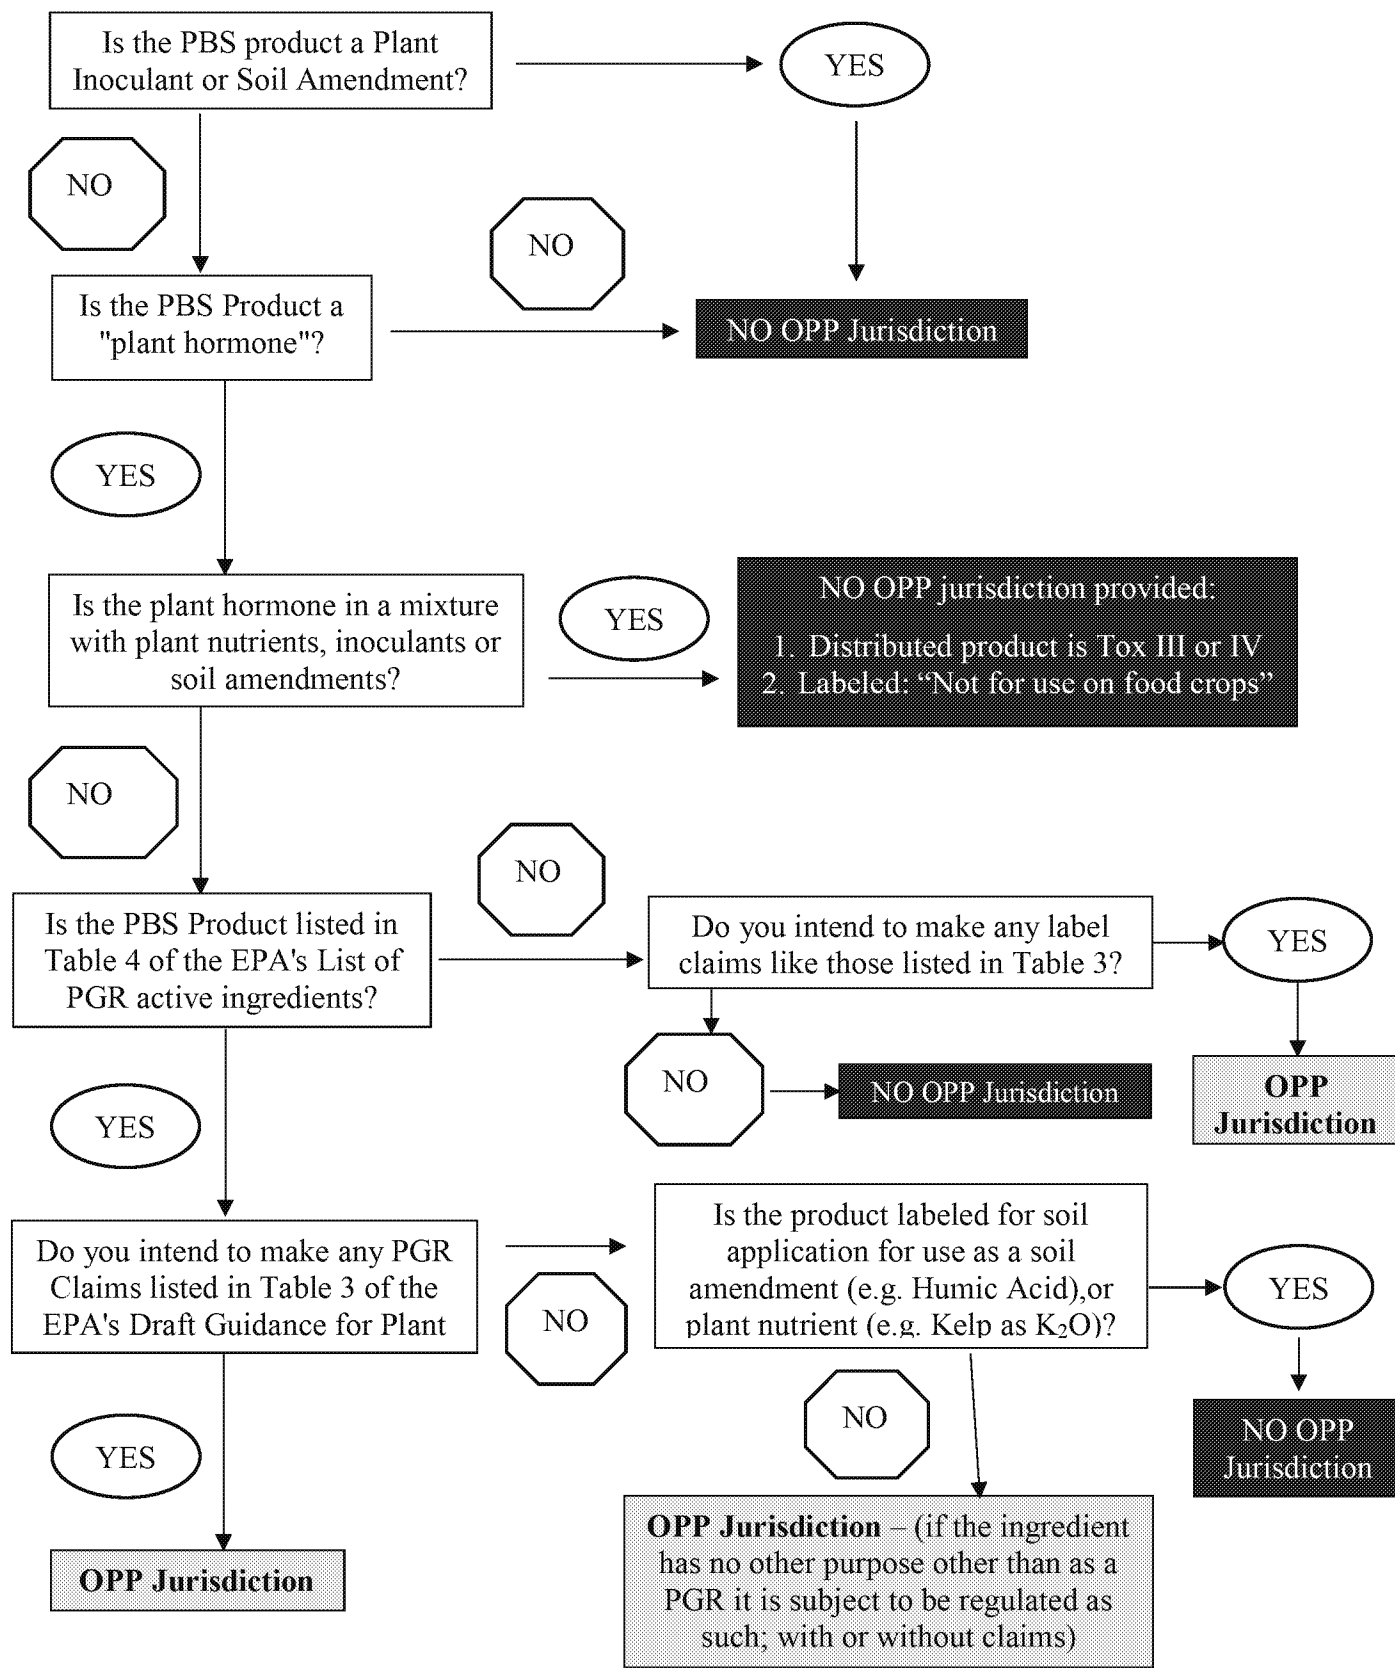 Is the PBS product a Plant
Inoculant or Soil Amendment?
YES
NO
NO
Is the PBS Product a
"plant hormone"?
NO OPP Jurisdiction
YES
Is the plant hormone in a mixture
with plant nutrients, inoculants or
soil amendments?
YES
NO OPP jurisdiction provided:
1. Distributed product is Tox III or IV
2. Labeled: “Not for use on food crops”
NO
NO
Is the PBS Product listed in
Table 4 of the EPA's List of
PGR active ingredients?
Do you intend to make any label
claims like those listed in Table 3?
YES
NO
NO OPP Jurisdiction
OPP
Jurisdiction
YES
Do you intend to make any PGR
Claims listed in Table 3 of the
EPA's Draft Guidance for Plant
NO
Is the product labeled for soil
application for use as a soil
amendment (e.g. Humic Acid),or
plant nutrient (e.g. Kelp as K₂O)?
YES
NO
NO OPP
Jurisdiction
YES
OPP Jurisdiction
OPP Jurisdiction – (if the ingredient
has no other purpose other than as a
PGR it is subject to be regulated as
such; with or without claims)